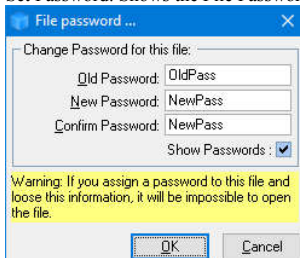 File password ...
Change Password for this file:
Old Password: OldPass
New Password: NewPass
Confirm Password: NewPass
Show Passwords :
Warning: If you assign a password to this file and
loose this information, it will be impossible to open
the file.
OK Cancel